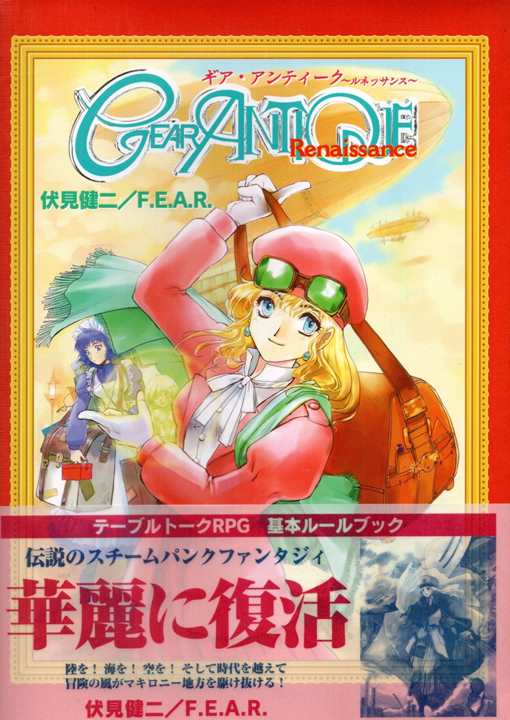 ギア・アンティーク～ルネッサンス～
GEAR ANTIQUE
Renaissance
伏見健二／F.E.A.R.
テーブルトークRPG 基本ルールブック
伝説のスチームパンクファンタジィ
華麗に復活
陸を！海を！空を！そして時代を越えて
冒険の風がマキロニー地方を駆け抜ける！
伏見健二／F.E.A.R.